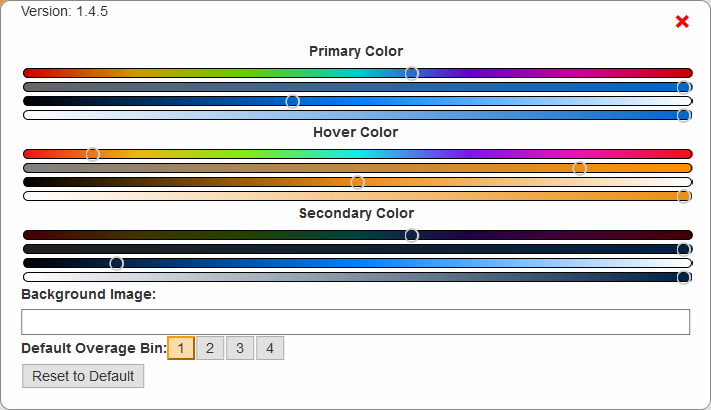 Version: 1.4.5
Primary Color
Hover Color
Secondary Color
Background Image:
Default Overage Bin: 1 2 3 4
Reset to Default